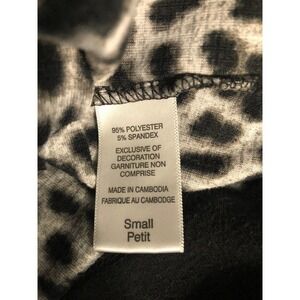 95% POLYESTER
5% SPANDEX
EXCLUSIVE OF
DECORATION
GARNITURE NON
COMPRISE
MADE IN CAMBODIA
FABRIQUE AU CAMBODGE
Small
Petit